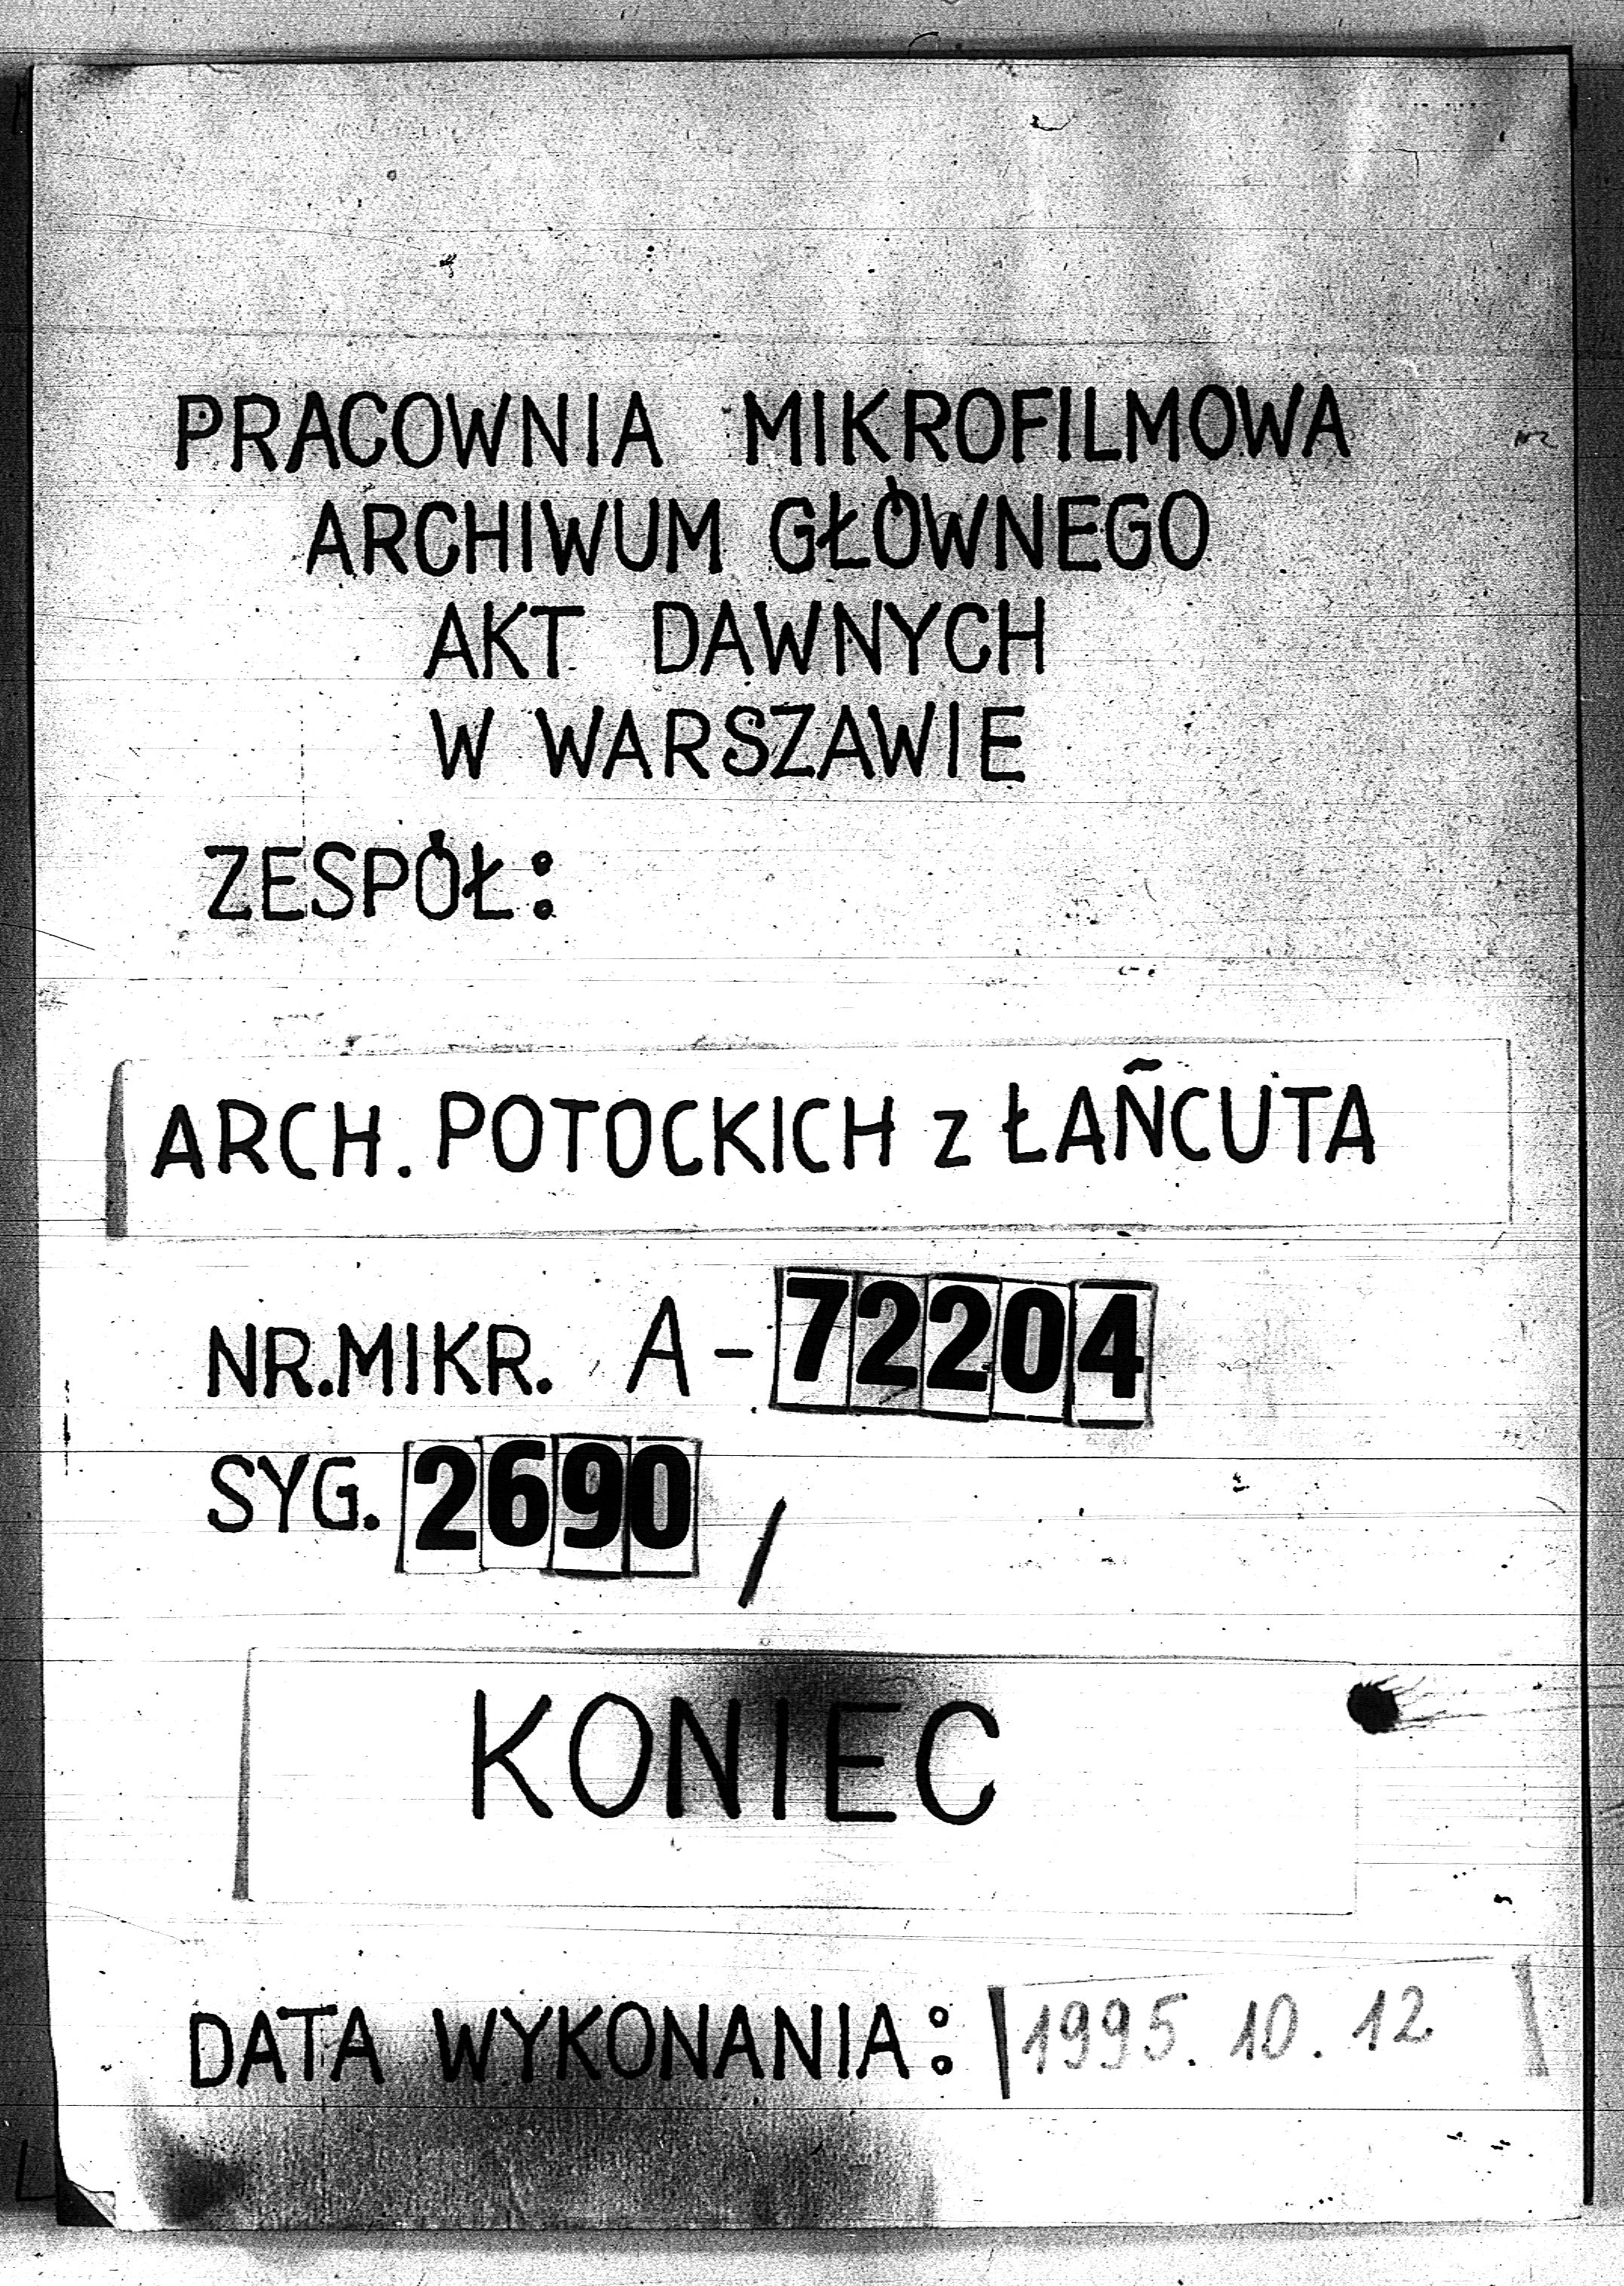 PRACOWNIA MIKROFILMOWA
ARCHIWUM GŁÓWNEGO
AKT DAWNYCH
W WARSZAWIE
ZESPÓŁ:
ARCH. POTOCKICH z ŁAŃCUTA
NR.MIKR. A-72204
SYG. 2690/
KONIEC
DATA WYKONANIA: 1995.10.12